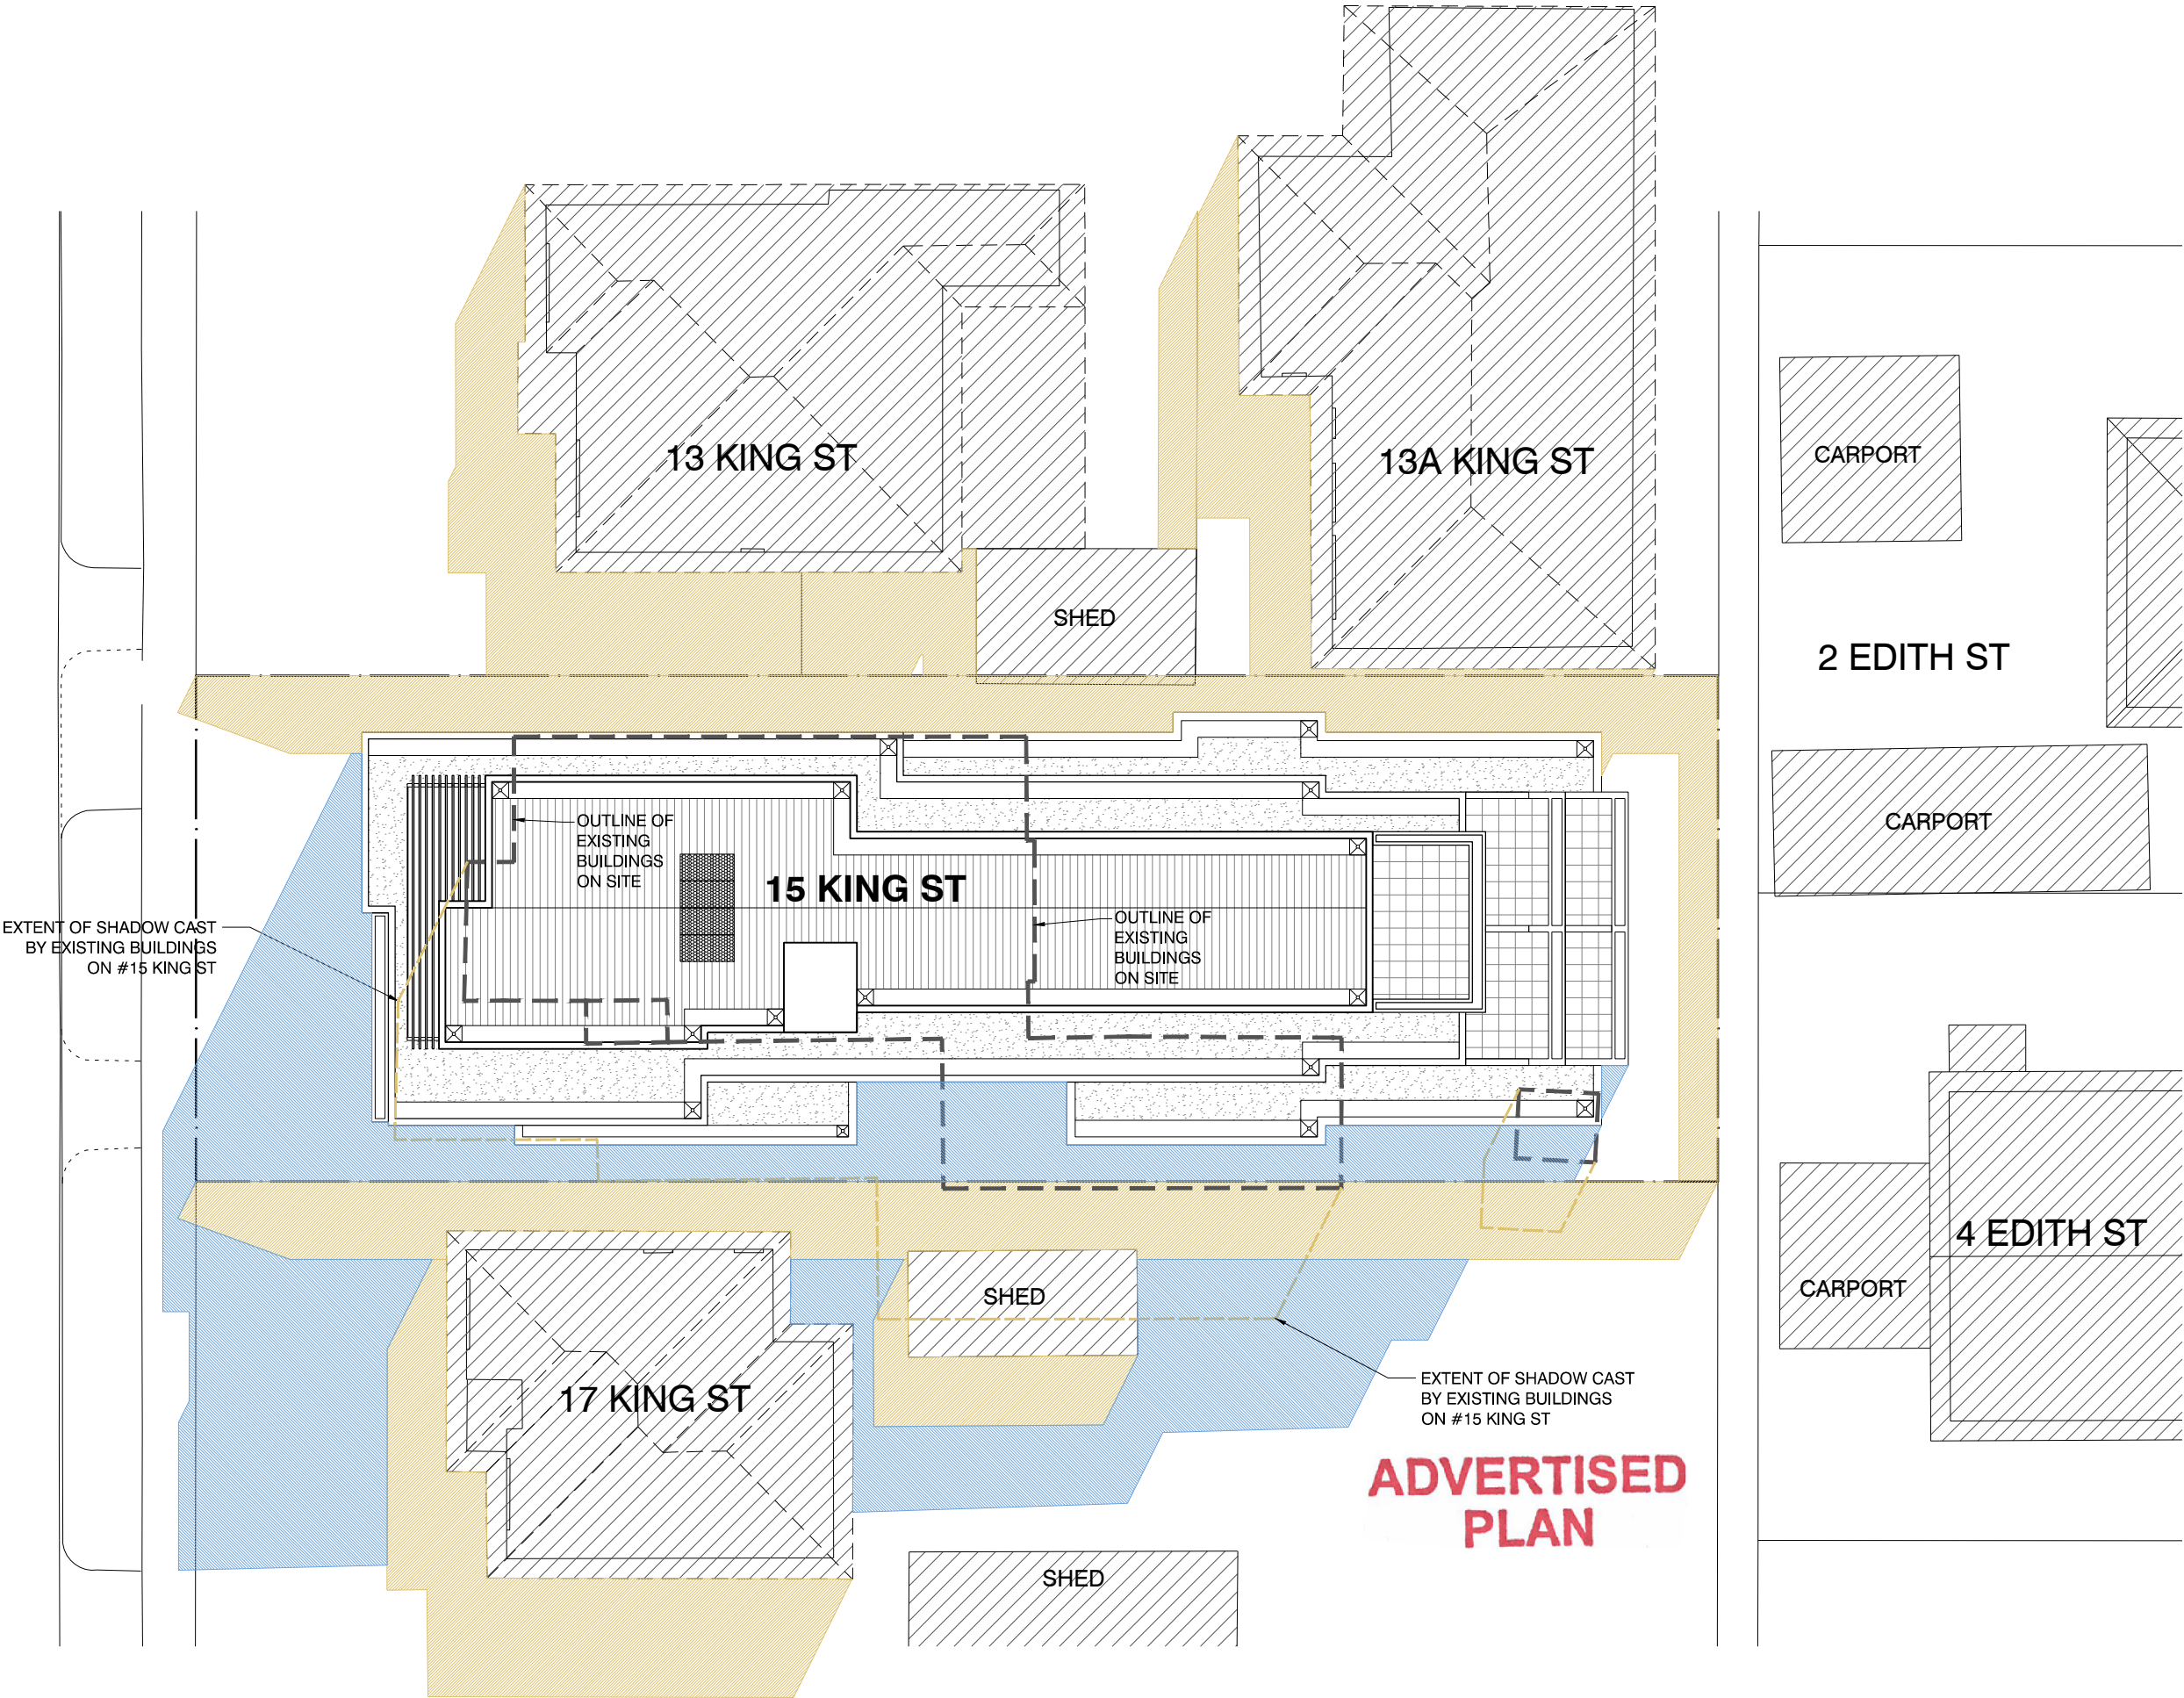 13 KING ST
13A KING ST
CARPORT
SHED
2 EDITH ST
CARPORT
OUTLINE OF
EXISTING
BUILDINGS
ON SITE
15 KING ST
OUTLINE OF
EXISTING
BUILDINGS
ON SITE
EXTENT OF SHADOW CAST
BY EXISTING BUILDINGS
ON #15 KING ST
4 EDITH ST
CARPORT
SHED
17 KING ST
EXTENT OF SHADOW CAST
BY EXISTING BUILDINGS
ON #15 KING ST
ADVERTISED
PLAN
SHED